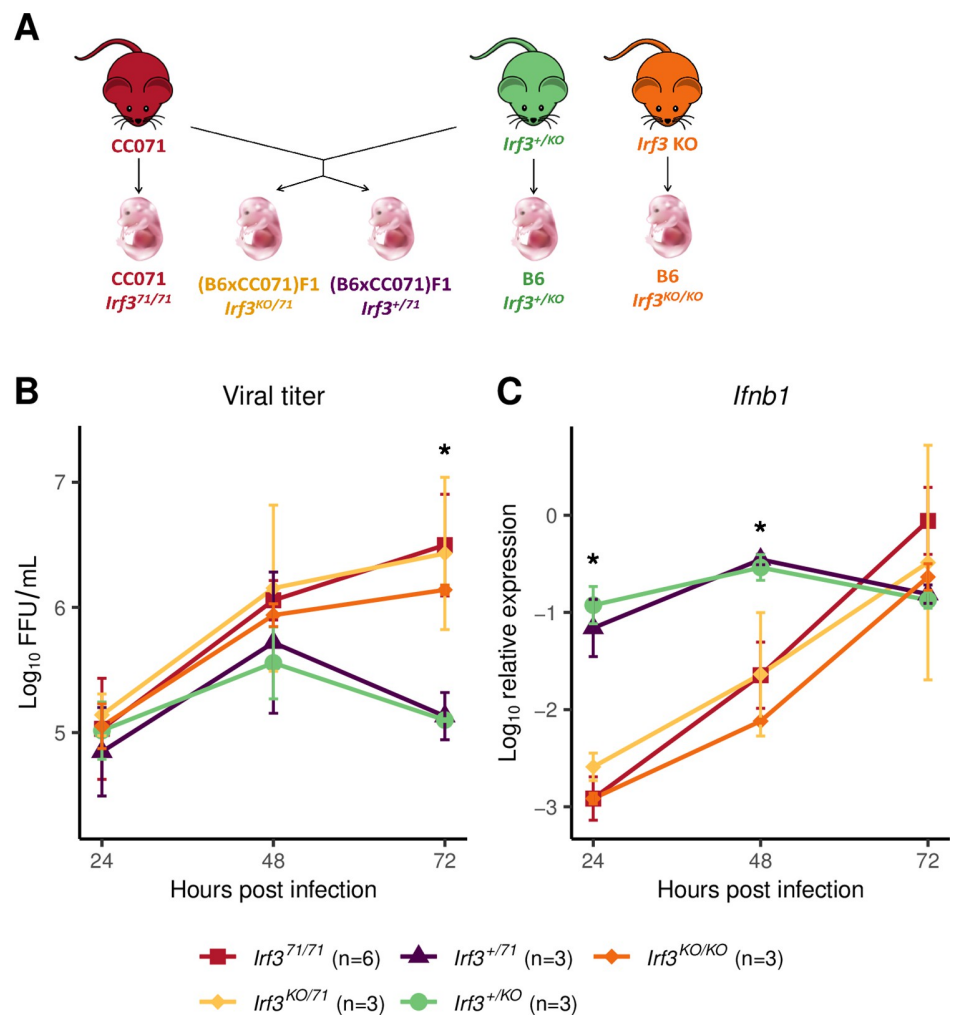 A
CC071
Irf3+/KO
Irf3 KO
CC071
(B6xCC071)F1
(B6xCC071)F1
B6
B6
Irf371/71
Irf3KO/71
Irf3+/71
Irf3+/KO
Irf3KO/KO
B
Viral titer
*
7
6
5
Log10 FFU/mL
24
48
72
Hours post infection
C
Ifnb1
*
*
0
−1
−2
−3
Log10 relative expression
24
48
72
Hours post infection
Irf371/71 (n=6)
Irf3+/71 (n=3)
Irf3KO/KO (n=3)
Irf3KO/71 (n=3)
Irf3+/KO (n=3)